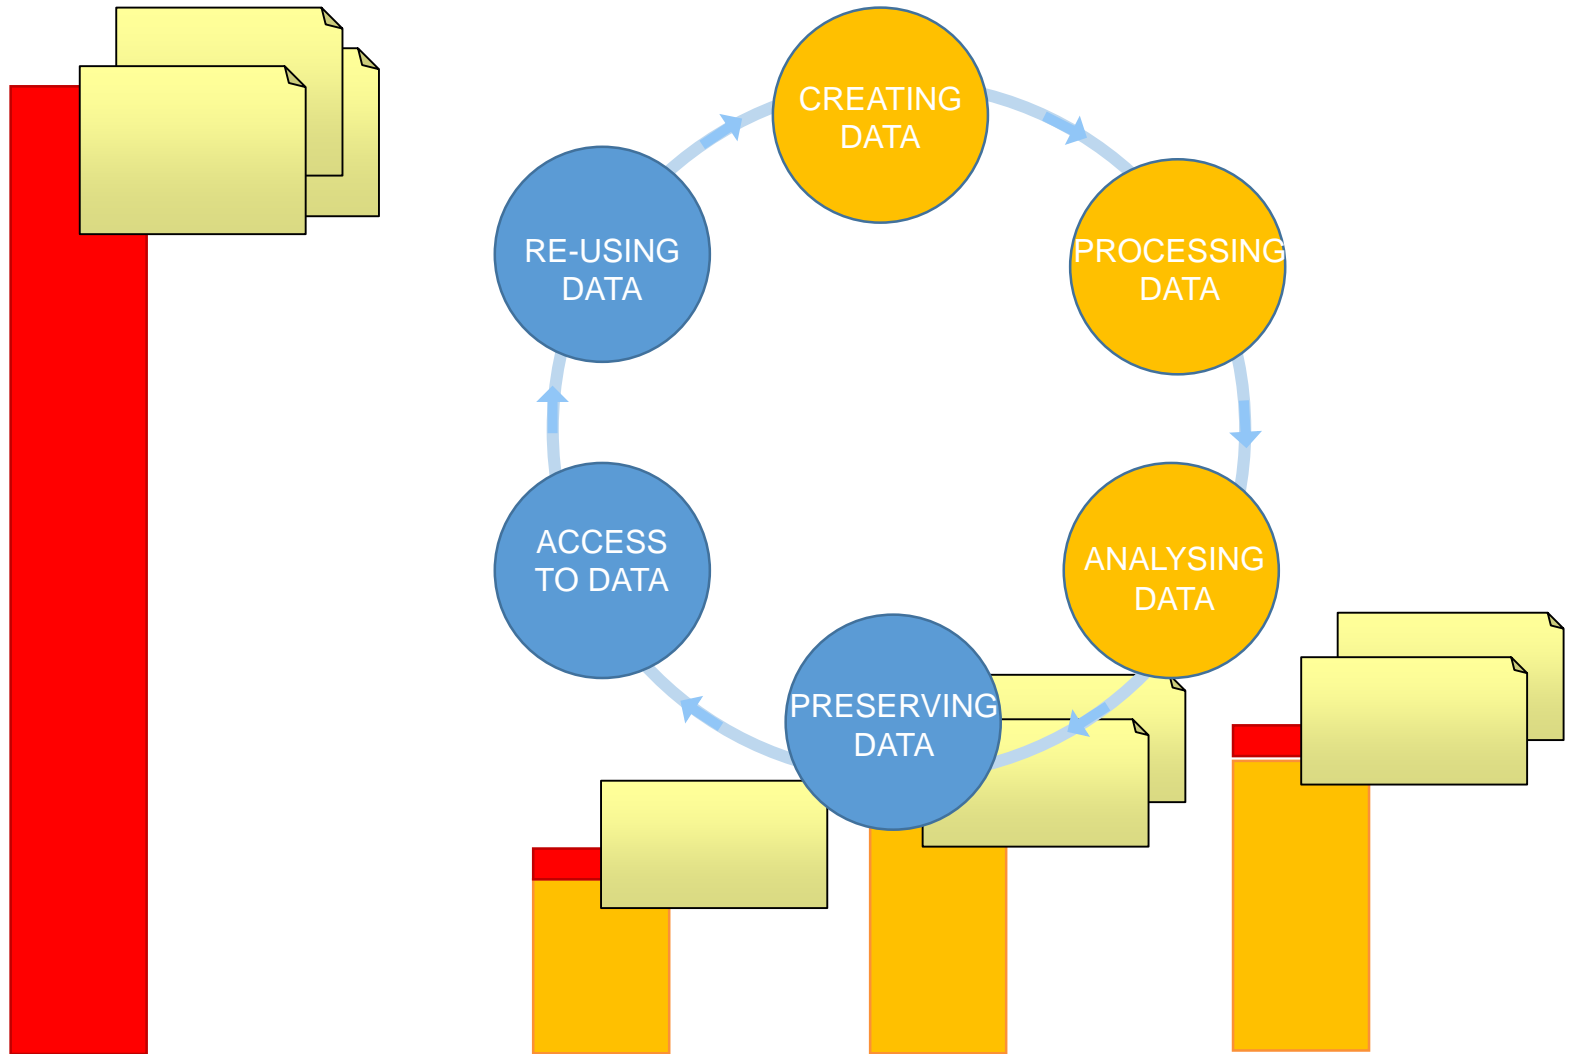 CREATING
DATA
PROCESSING
DATA
ANALYSING
DATA
PRESERVING
DATA
ACCESS
TO DATA
RE-USING
DATA